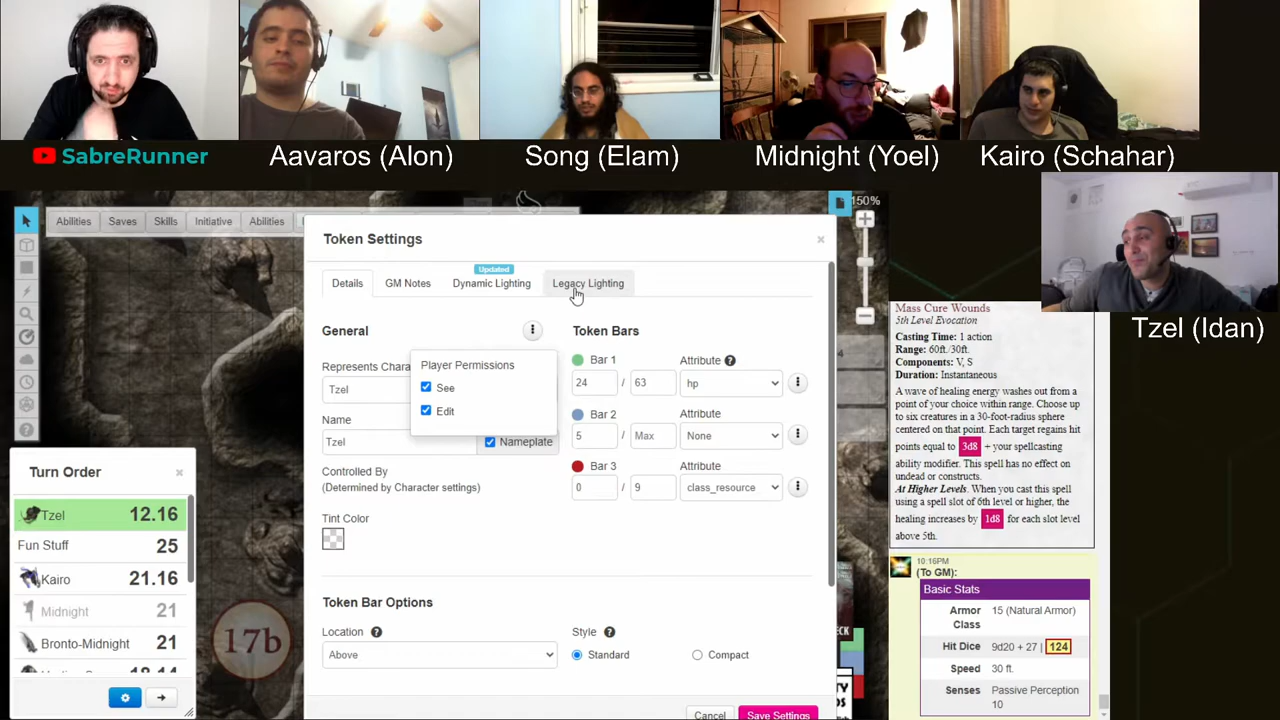 SabreRunner
Aavaros (Alon)
Song (Elam)
Midnight (Yoel)
Kairo (Schahar)
Tzel (Idan)
150%
Abilities
Saves
Skills
Initiative
Abilities
Token Settings
×
Updated
Details
GM Notes
Dynamic Lighting
Legacy Lighting
General
Player Permissions
See
Edit
Tzel
Name
Tzel
Nameplate
Controlled By
(Determined by Character settings)
Tint Color
Token Bars
Bar 1
Attribute ?
24 / 63
hp
Bar 2
Attribute
5 / Max
None
Bar 3
Attribute
0 / 9
class_resource
Token Bar Options
Location ?
Above
Style ?
Standard
Compact
Cancel
Save Settings
Turn Order
×
Tzel 12.16
Fun Stuff 25
Kairo 21.16
Midnight 21
Bronto-Midnight 21
17b
Mass Cure Wounds
5th Level Evocation
Casting Time: 1 action
Range: 60ft./30ft.
Components: V, S
Duration: Instantaneous
A wave of healing energy washes out from a
point of your choice within range. Choose up
to six creatures in a 30-foot-radius sphere
centered on that point. Each target regains hit
points equal to 3d8 + your spellcasting
ability modifier. This spell has no effect on
undead or constructs.
At Higher Levels. When you cast this spell
using a spell slot of 6th level or higher, the
healing increases by 1d8 for each slot level
above 5th.
10:16PM
(To GM):
Basic Stats
Armor Class 15 (Natural Armor)
Hit Dice 9d20 + 27 | 124
Speed 30 ft.
Senses Passive Perception
10